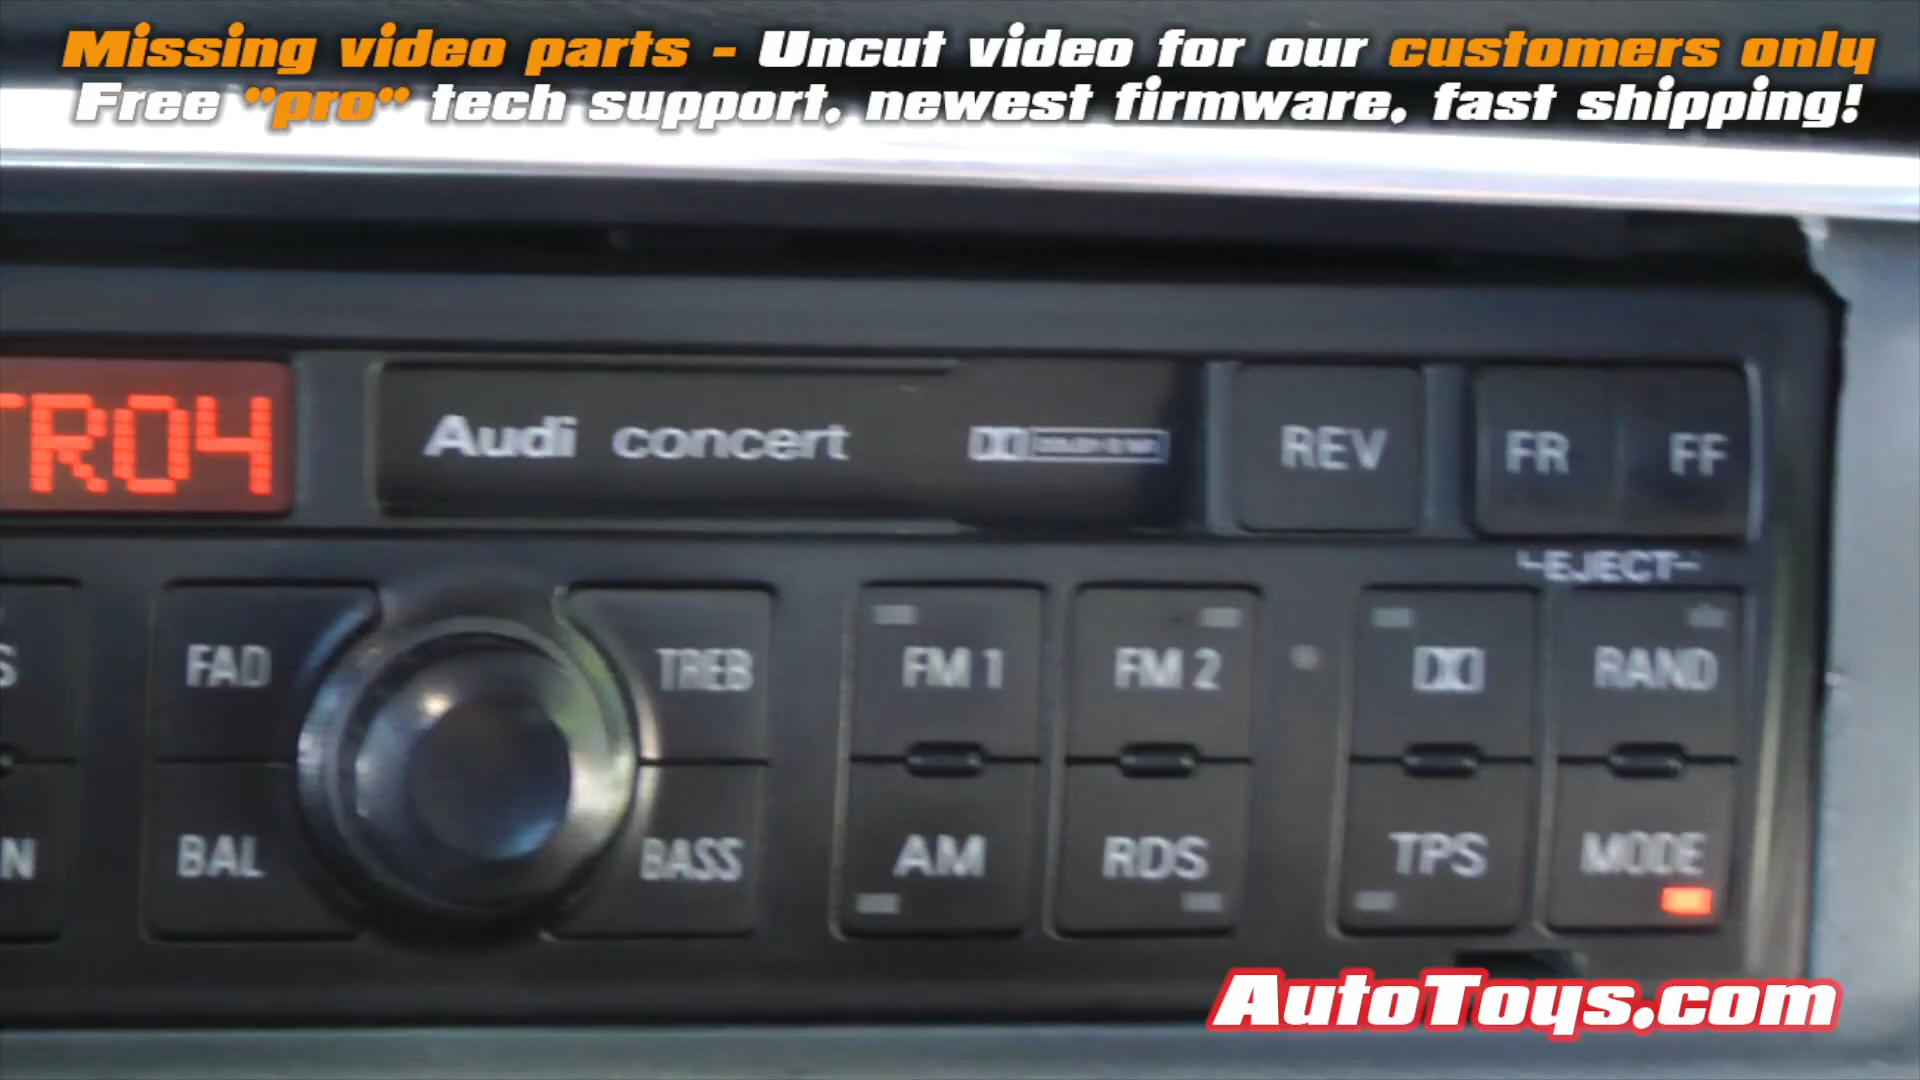 Missing video parts - Uncut video for our customers only
Free "pro" tech support, newest firmware, fast shipping!
TR04
Audi concert
REV
FR
FF
EJECT
FAD
TREB
FM 1
FM 2
RAND
BAL
BASS
AM
RDS
TPS
MODE
AutoToys.com